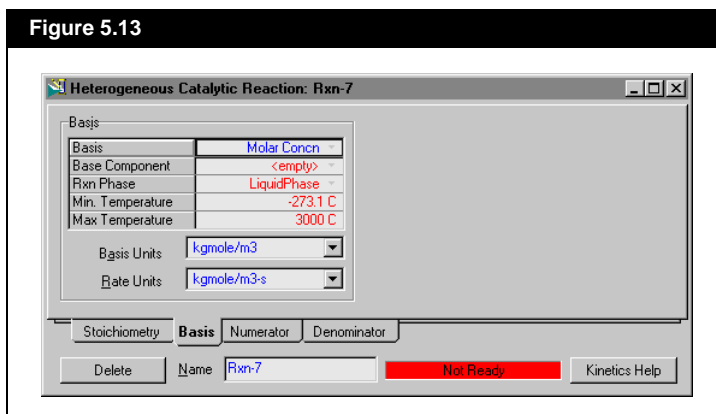 Figure 5.13
Heterogeneous Catalytic Reaction: Rxn-7
Basis
Basis Molar Concn
Base Component <empty>
Rxn Phase LiquidPhase
Min. Temperature -273.1 C
Max Temperature 3000 C
Basis Units kgmole/m3
Rate Units kgmole/m3-s
Stoichiometry Basis Numerator Denominator
Delete Name Rxn-7 Not Ready Kinetics Help